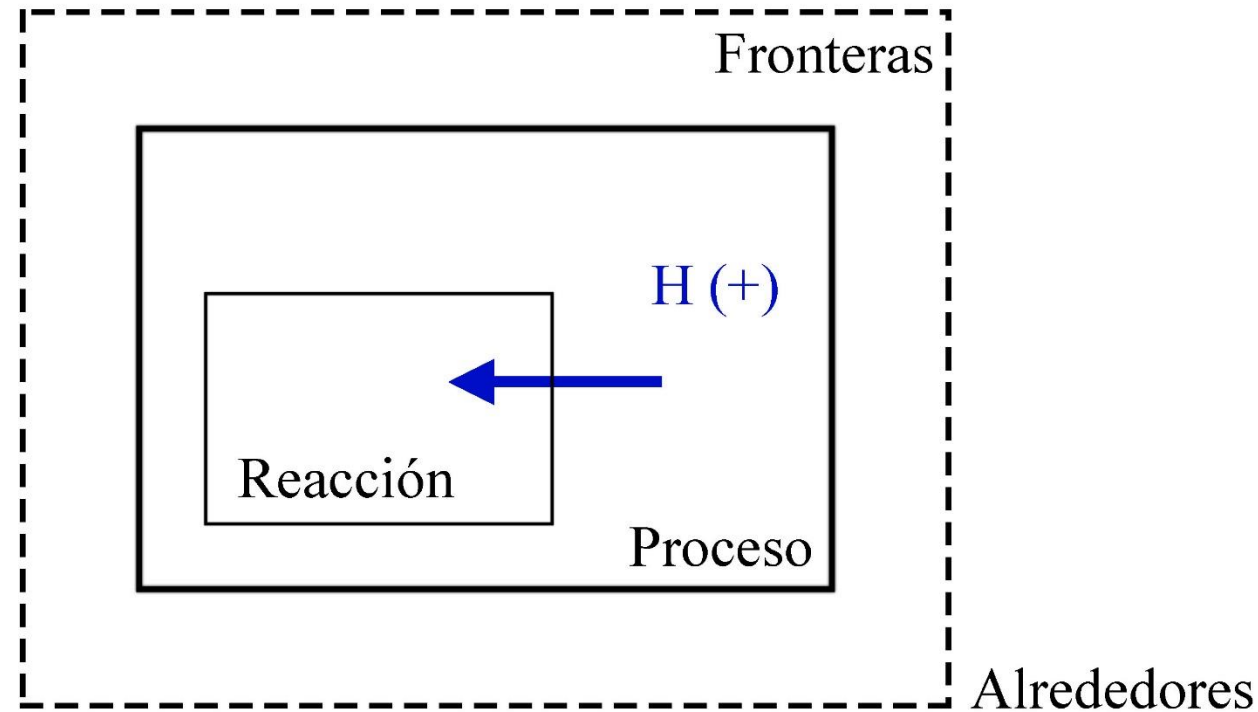 Fronteras
H (+)
Reacción
Proceso
Alrededores